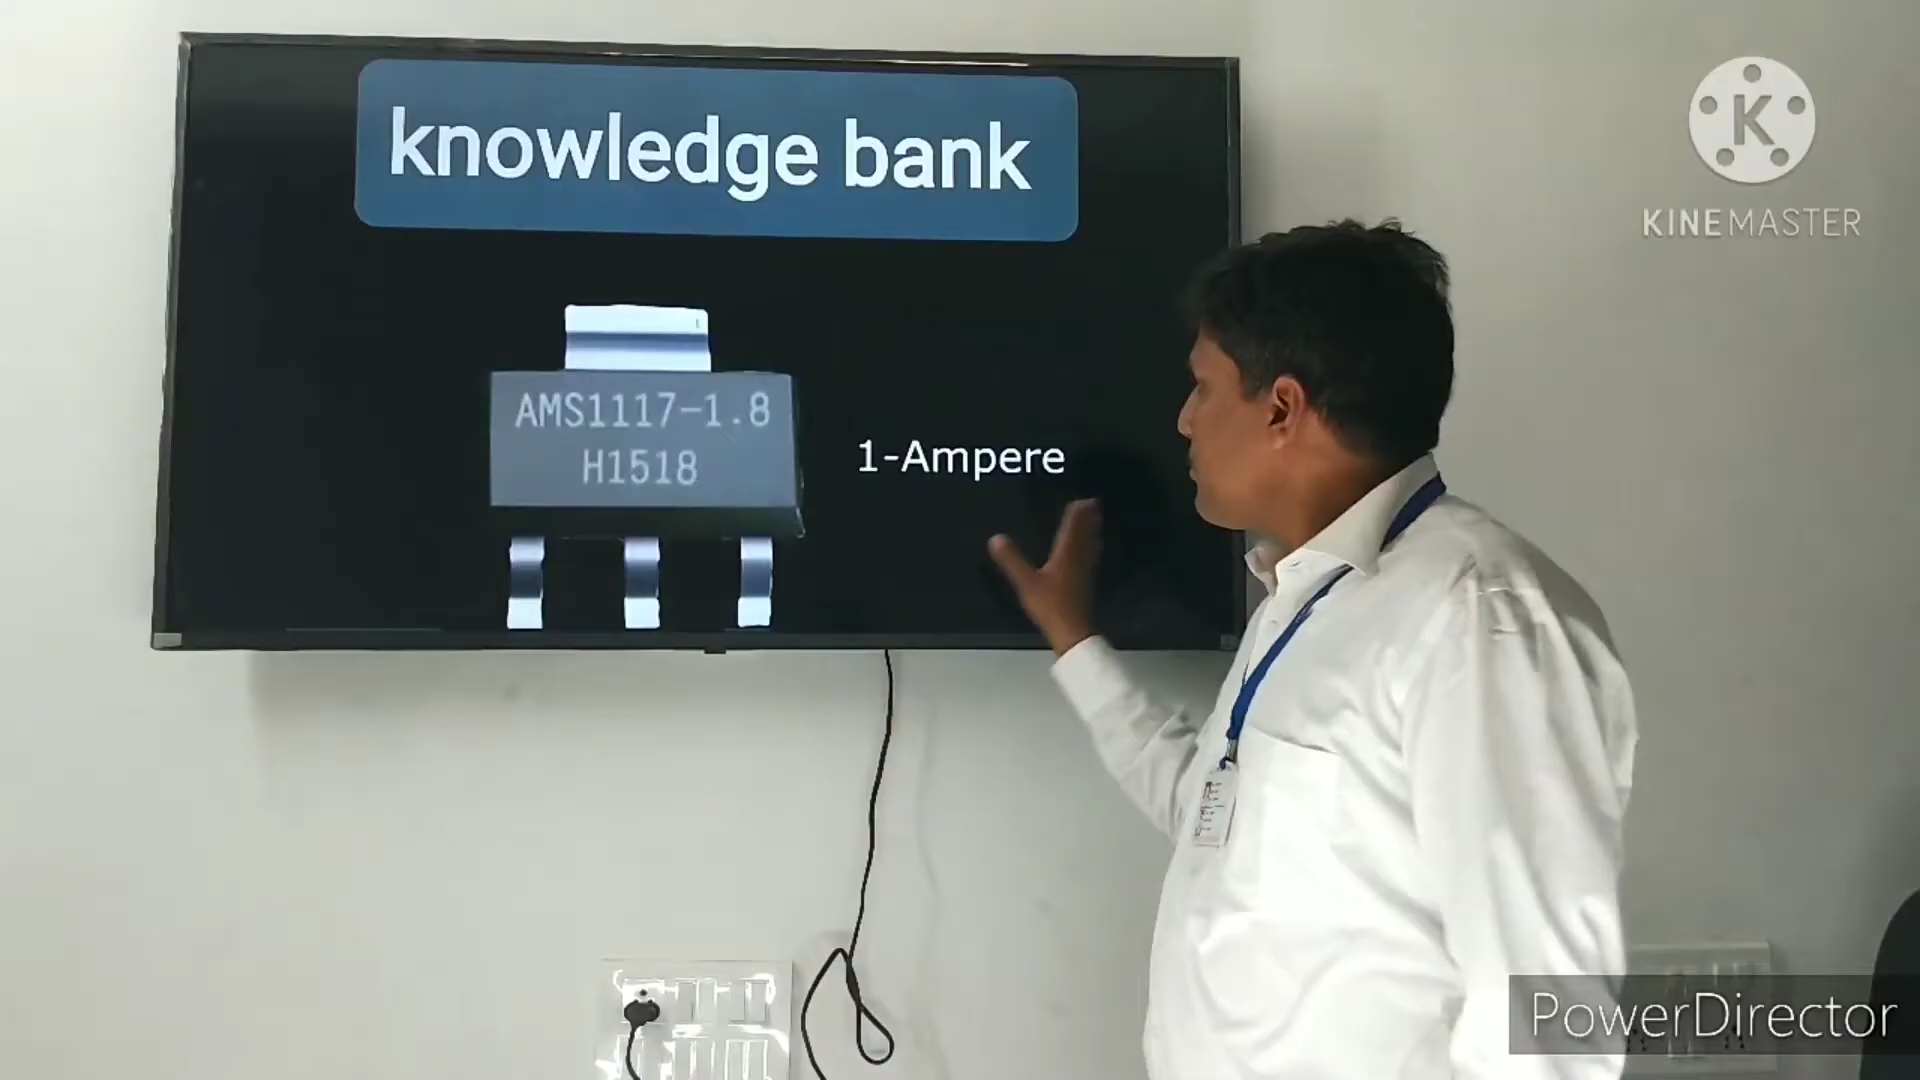 knowledge bank
AMS1117-1.8
H1518
1-Ampere
K
KINEMASTER
PowerDirector